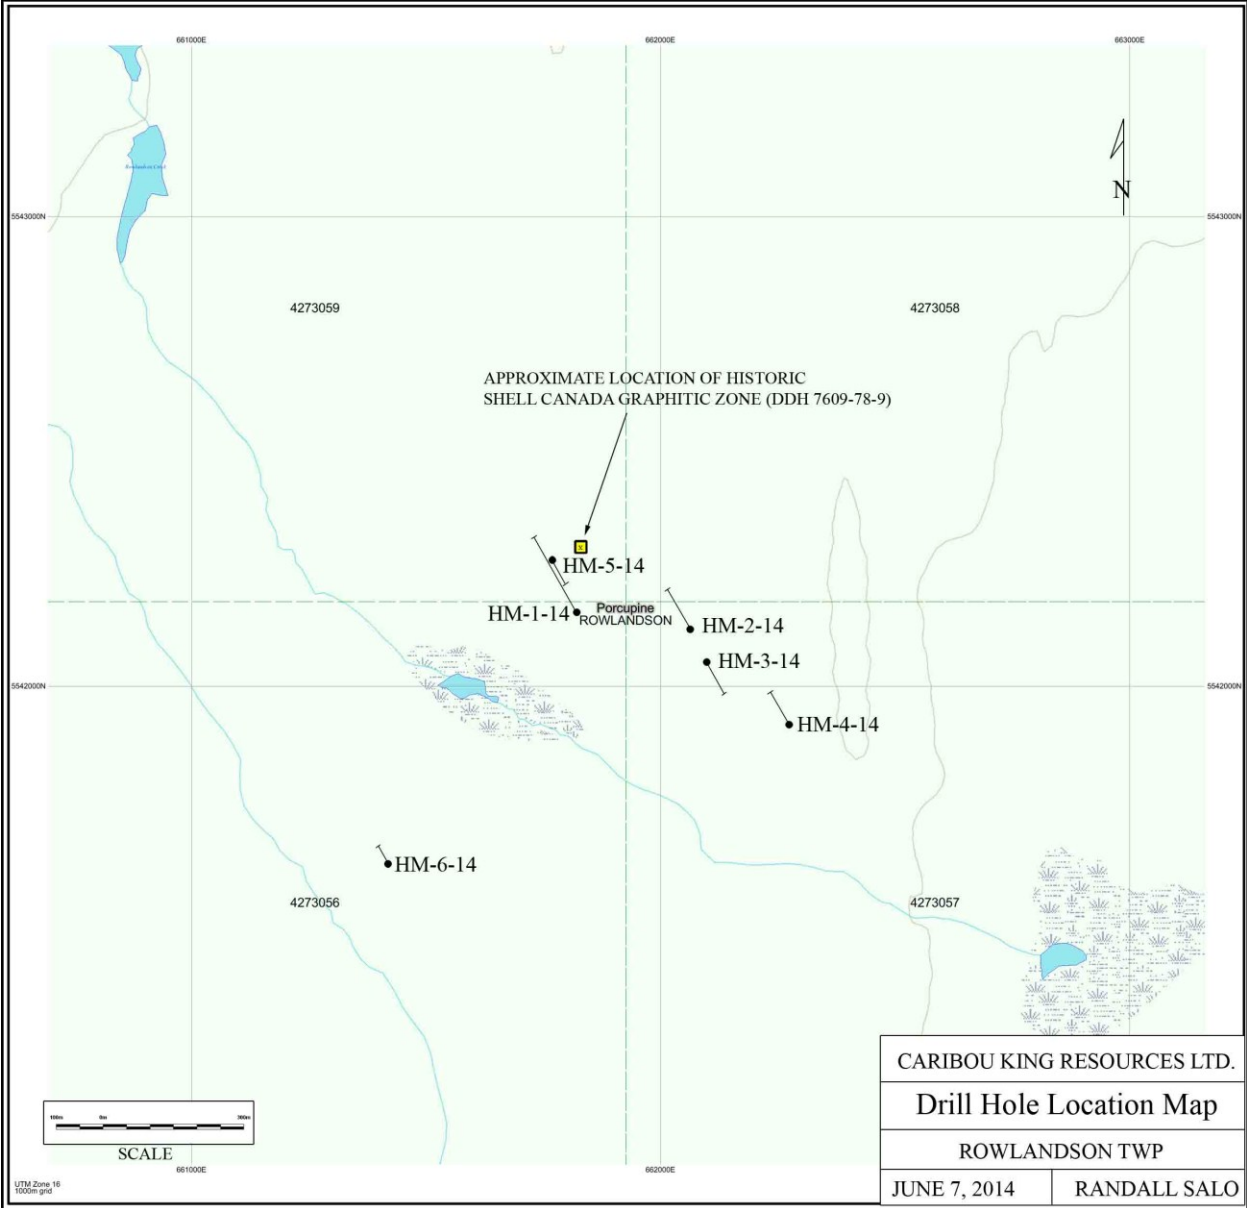 661000E
662000E
663000E
N
5543000N
5543000N
4273059
4273058
APPROXIMATE LOCATION OF HISTORIC
SHELL CANADA GRAPHITIC ZONE (DDH 7609-78-9)
HM-5-14
HM-1-14
Porcupine
ROWLANDSON
HM-2-14
HM-3-14
5542000N
5542000N
HM-4-14
HM-6-14
4273056
4273057
CARIBOU KING RESOURCES LTD.
Drill Hole Location Map
ROWLANDSON TWP
JUNE 7, 2014
RANDALL SALO
100m
0m
300m
SCALE
661000E
662000E
UTM Zone 16
1000m grid